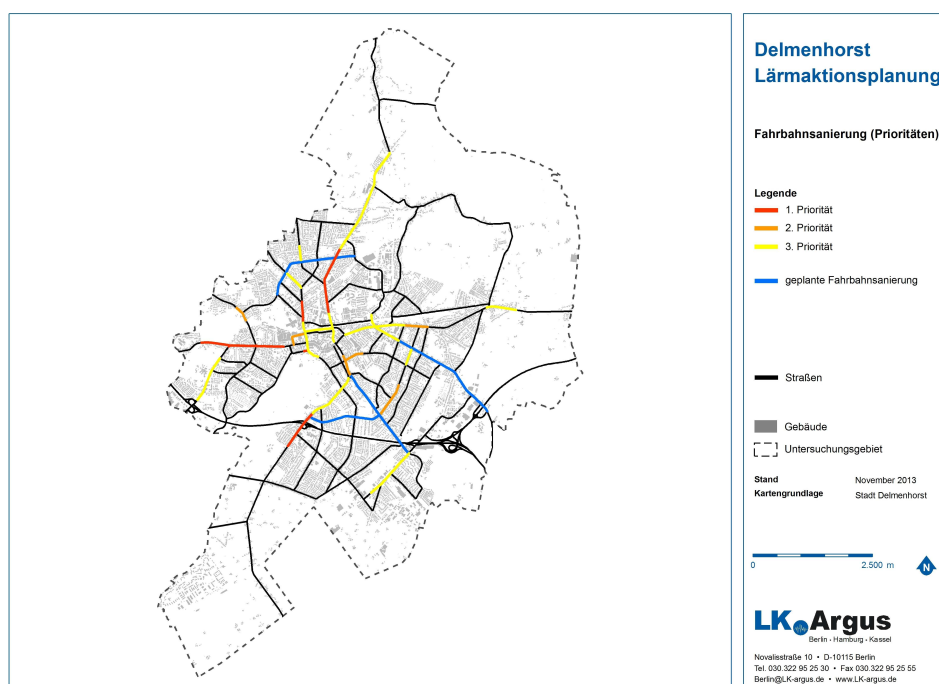 Delmenhorst
Lärmaktionsplanung
Fahrbahnsanierung (Prioritäten)
Legende
1. Priorität
2. Priorität
3. Priorität
geplante Fahrbahnsanierung
Straßen
Gebäude
Untersuchungsgebiet
Stand November 2013
Kartengrundlage Stadt Delmenhorst
0 2.500 m
N
LK Argus
Berlin • Hamburg • Kassel
Novalisstraße 10 • D-10115 Berlin
Tel. 030.322 95 25 30 • Fax 030.322 95 25 55
Berlin@LK-argus.de • www.LK-argus.de